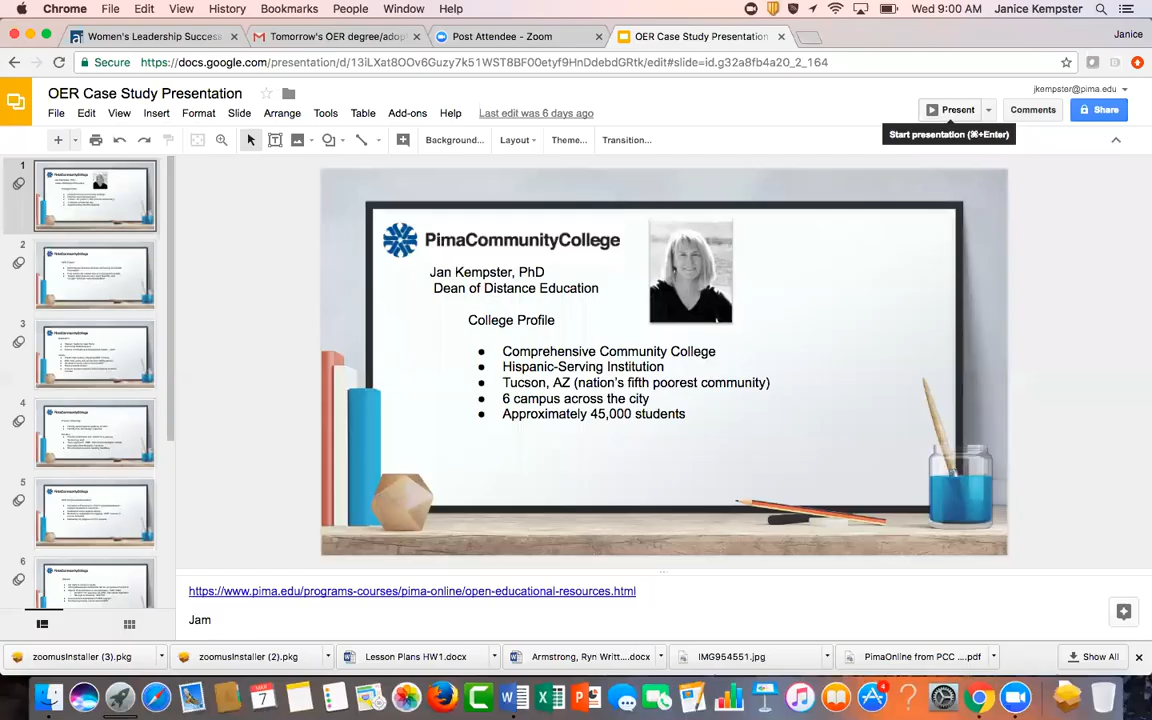 Chrome File Edit View History Bookmarks People Window Help Wed 9:00 AM Janice Kempster
Women's Leadership Success Tomorrow's OER degree/adop Post Attendee - Zoom OER Case Study Presentation Janice
Secure https://docs.google.com/presentation/d/13iLXat8OOv6Guzy7k51WST8BF00etyf9HnDdebdGRtk/edit#slide=id.g32a8fb4a20_2_164
OER Case Study Presentation jkempster@pima.edu
File Edit View Insert Format Slide Arrange Tools Table Add-ons Help Last edit was 6 days ago Present Comments Share
Start presentation (⌘+Enter)
Background... Layout Theme... Transition...
1
2
3
4
5
6
PimaCommunityCollege
Jan Kempster, PhD
Dean of Distance Education
College Profile
● Comprehensive Community College
● Hispanic-Serving Institution
● Tucson, AZ (nation's fifth poorest community)
● 6 campus across the city
● Approximately 45,000 students
https://www.pima.edu/programs-courses/pima-online/open-educational-resources.html
Jam
zoomusInstaller (3).pkg zoomusInstaller (2).pkg Lesson Plans HW1.docx Armstrong, Ryn Writt....docx IMG954551.jpg PimaOnline from PCC ....pdf Show All